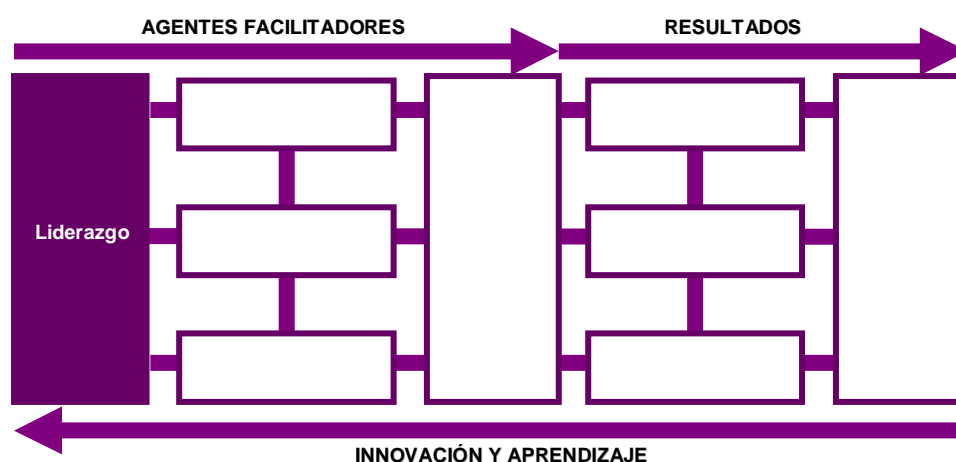 AGENTES FACILITADORES
RESULTADOS
Liderazgo
INNOVACIÓN Y APRENDIZAJE